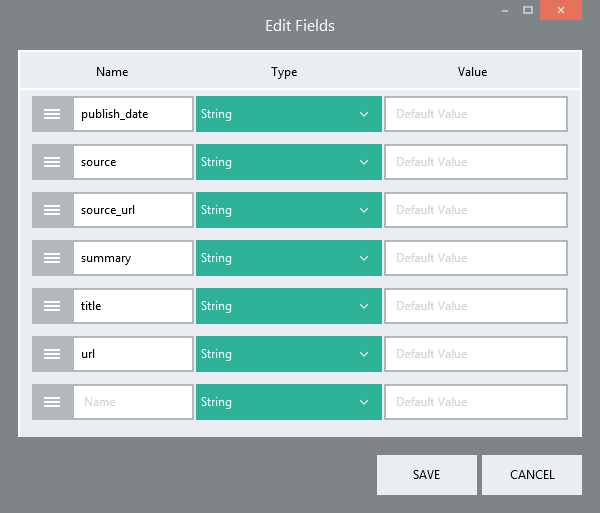 Edit Fields
Name Type Value
publish_date String Default Value
source String Default Value
source_url String Default Value
summary String Default Value
title String Default Value
url String Default Value
Name String Default Value
SAVE CANCEL